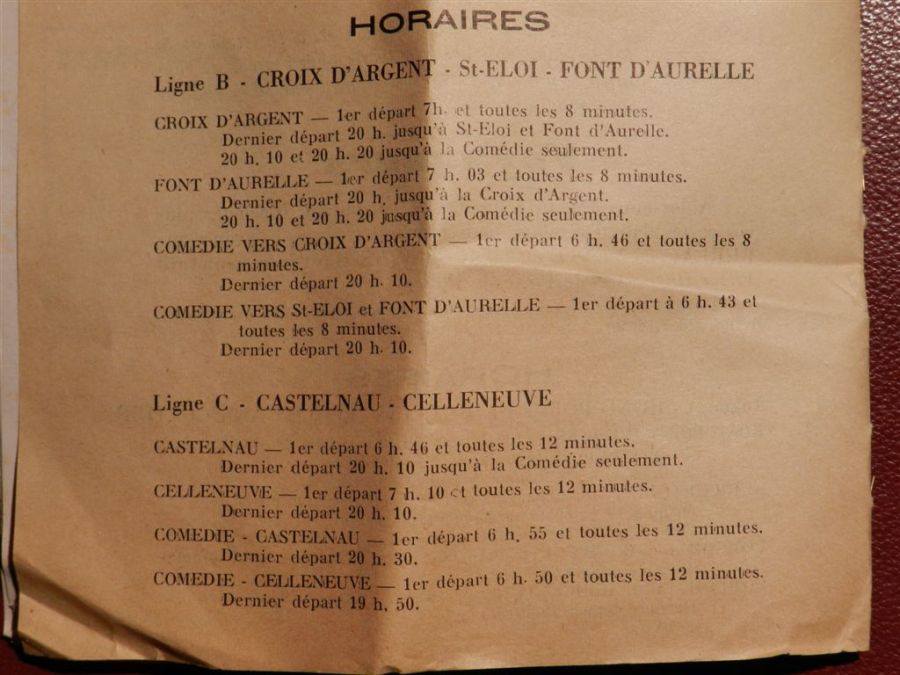 HORAIRES
Ligne B - CROIX D'ARGENT - St-ELOI - FONT D'AURELLE
CROIX D'ARGENT — 1er départ 7h. et toutes les 8 minutes.
Dernier départ 20 h. jusqu'à St-Eloi et Font d'Aurelle.
20 h. 10 et 20 h. 20 jusqu'à la Comédie seulement.
FONT D'AURELLE — 1er départ 7 h. 03 et toutes les 8 minutes.
Dernier départ 20 h. jusqu'à la Croix d'Argent.
20 h. 10 et 20 h. 20 jusqu'à la Comédie seulement.
COMEDIE VERS CROIX D'ARGENT — 1er départ 6 h. 46 et toutes les 8
minutes.
Dernier départ 20 h. 10.
COMEDIE VERS St-ELOI et FONT D'AURELLE — 1er départ à 6 h. 43 et
toutes les 8 minutes.
Dernier départ 20 h. 10.
Ligne C - CASTELNAU - CELLENEUVE
CASTELNAU — 1er départ 6 h. 46 et toutes les 12 minutes.
Dernier départ 20 h. 10 jusqu'à la Comédie seulement.
CELLENEUVE — 1er départ 7 h. 10 et toutes les 12 minutes.
Dernier départ 20 h. 10.
COMEDIE - CASTELNAU — 1er départ 6 h. 55 et toutes les 12 minutes.
Dernier départ 20 h. 30.
COMEDIE - CELLENEUVE — 1er départ 6 h. 50 et toutes les 12 minutes.
Dernier départ 19 h. 50.